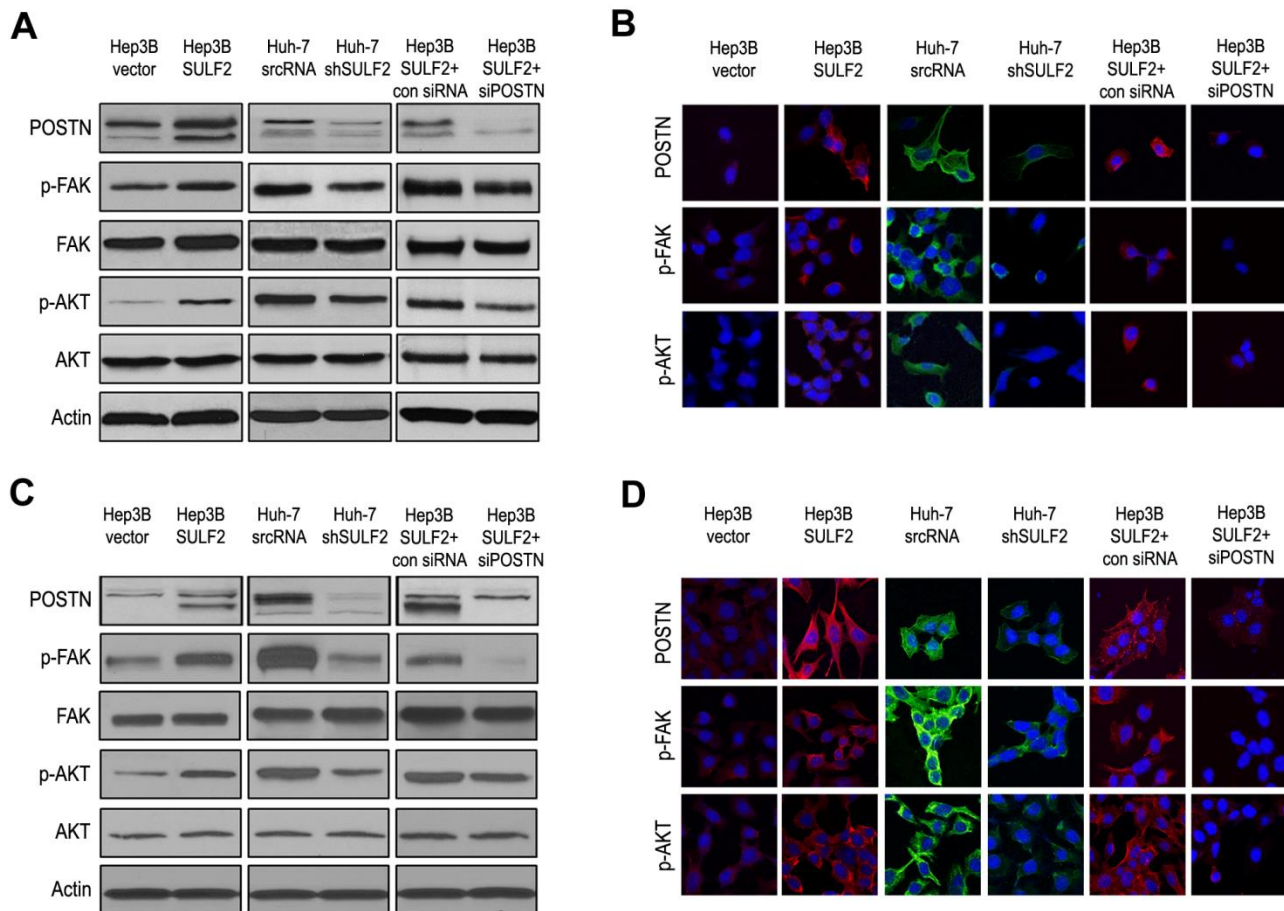 A
Hep3B vector
Hep3B SULF2
Huh-7 srcRNA
Huh-7 shSULF2
Hep3B SULF2+ con siRNA
Hep3B SULF2+ siPOSTN
POSTN
p-FAK
FAK
p-AKT
AKT
Actin
B
Hep3B vector
Hep3B SULF2
Huh-7 srcRNA
Huh-7 shSULF2
Hep3B SULF2+ con siRNA
Hep3B SULF2+ siPOSTN
POSTN
p-FAK
p-AKT
C
Hep3B vector
Hep3B SULF2
Huh-7 srcRNA
Huh-7 shSULF2
Hep3B SULF2+ con siRNA
Hep3B SULF2+ siPOSTN
POSTN
p-FAK
FAK
p-AKT
AKT
Actin
D
Hep3B vector
Hep3B SULF2
Huh-7 srcRNA
Huh-7 shSULF2
Hep3B SULF2+ con siRNA
Hep3B SULF2+ siPOSTN
POSTN
p-FAK
p-AKT